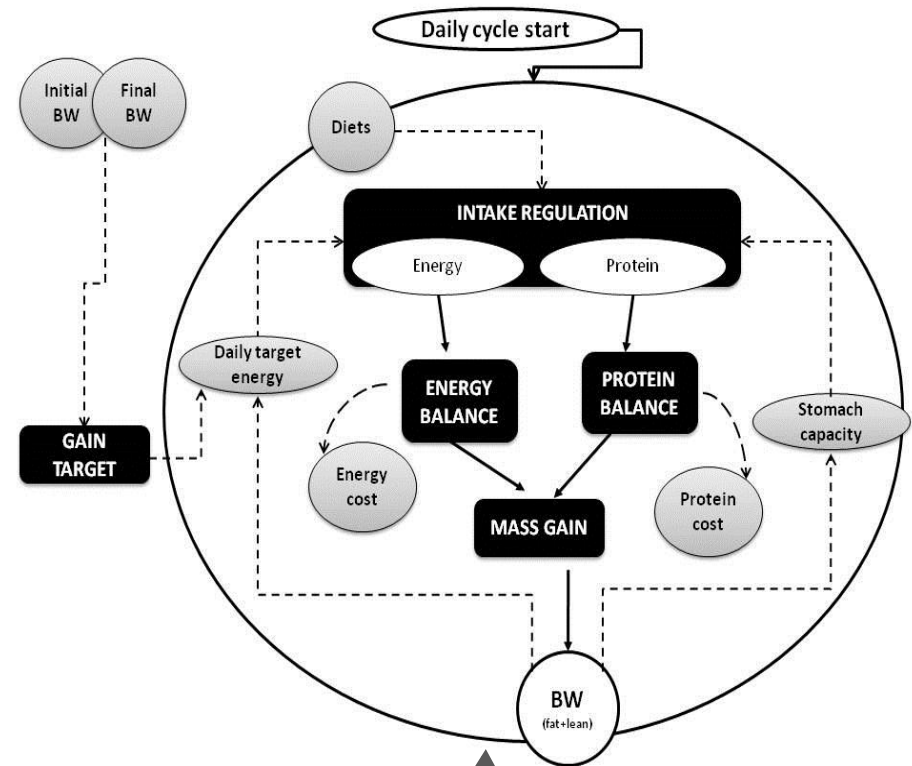 Daily cycle start
Initial
BW
Final
BW
Diets
INTAKE REGULATION
Energy
Protein
Daily target
energy
ENERGY
BALANCE
PROTEIN
BALANCE
Stomach
capacity
GAIN
TARGET
Energy
cost
Protein
cost
MASS GAIN
BW
(fat+lean)